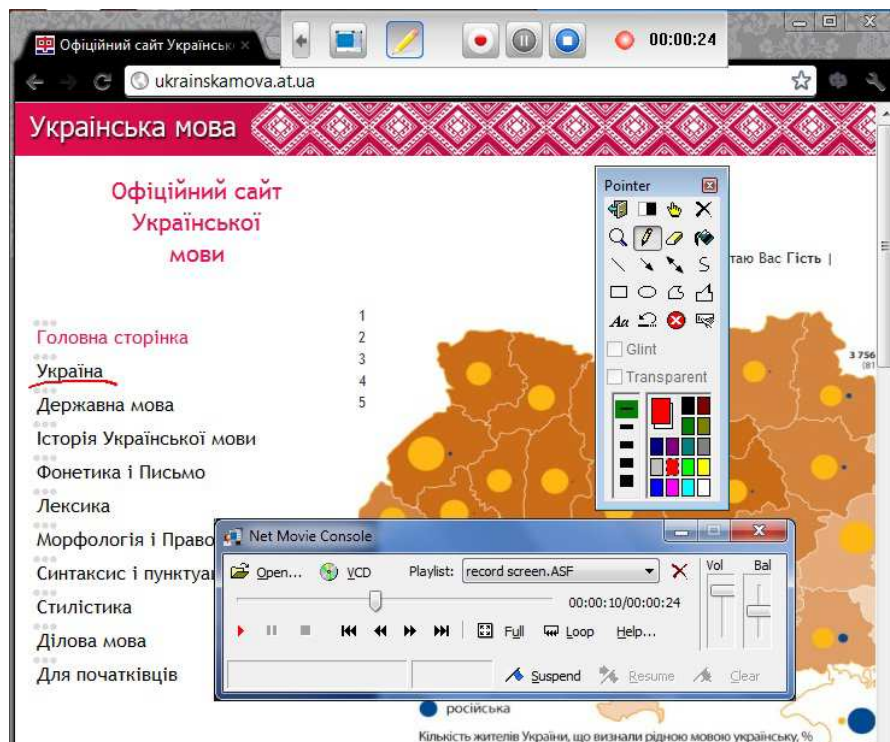 Офіційний сайт Українськ
00:00:24
ukrainskamova.at.ua
Українська мова
Офіційний сайт
Української
мови
Pointer
таю Вас Гість |
1
2
3
4
5
Головна сторінка
Україна
Державна мова
Історія Української мови
Фонетика і Письмо
Лексика
Морфологія і Право
Синтаксис і пунктуа
Стилістика
Ділова мова
Для початківців
Aa
Glint
Transparent
3 756
(81
Net Movie Console
Open...
VCD
Playlist:
record screen.ASF
Vol
Bal
00:00:10/00:00:24
Full
Loop
Help...
Suspend
Resume
Clear
російська
Кількість жителів України, що визнали рідною мовою українську, %